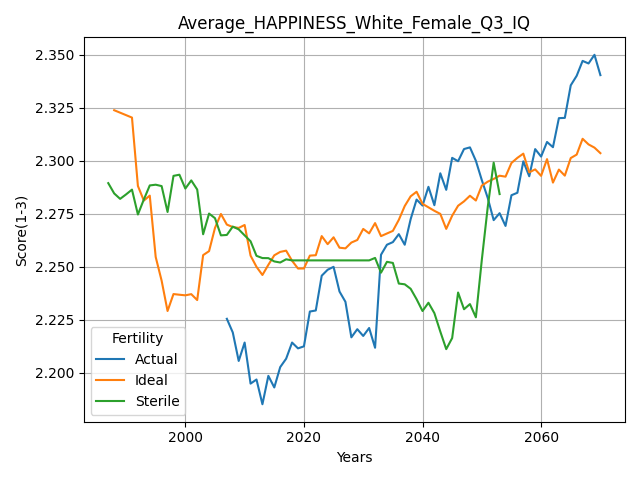 Average_HAPPINESS_White_Female_Q3_IQ
Score(1-3)
2.350
2.325
2.300
2.275
2.250
2.225
2.200
Fertility
Actual
Ideal
Sterile
2000 2020 2040 2060
Years